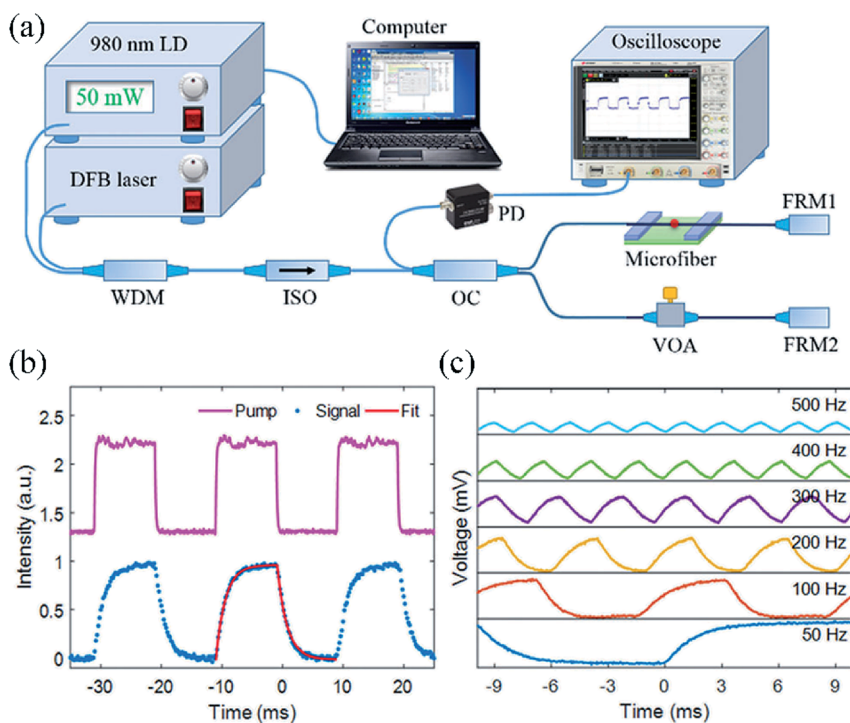 (a)
980 nm LD
50 mW
DFB laser
Computer
Oscilloscope
PD
FRM1
Microfiber
WDM
ISO
OC
VOA
FRM2
(b)
Pump Signal Fit
2.5
2
1.5
1
0.5
0
Intensity (a.u.)
-30 -20 -10 0 10 20
Time (ms)
(c)
500 Hz
400 Hz
300 Hz
200 Hz
100 Hz
50 Hz
Voltage (mV)
-9 -6 -3 0 3 6 9
Time (ms)